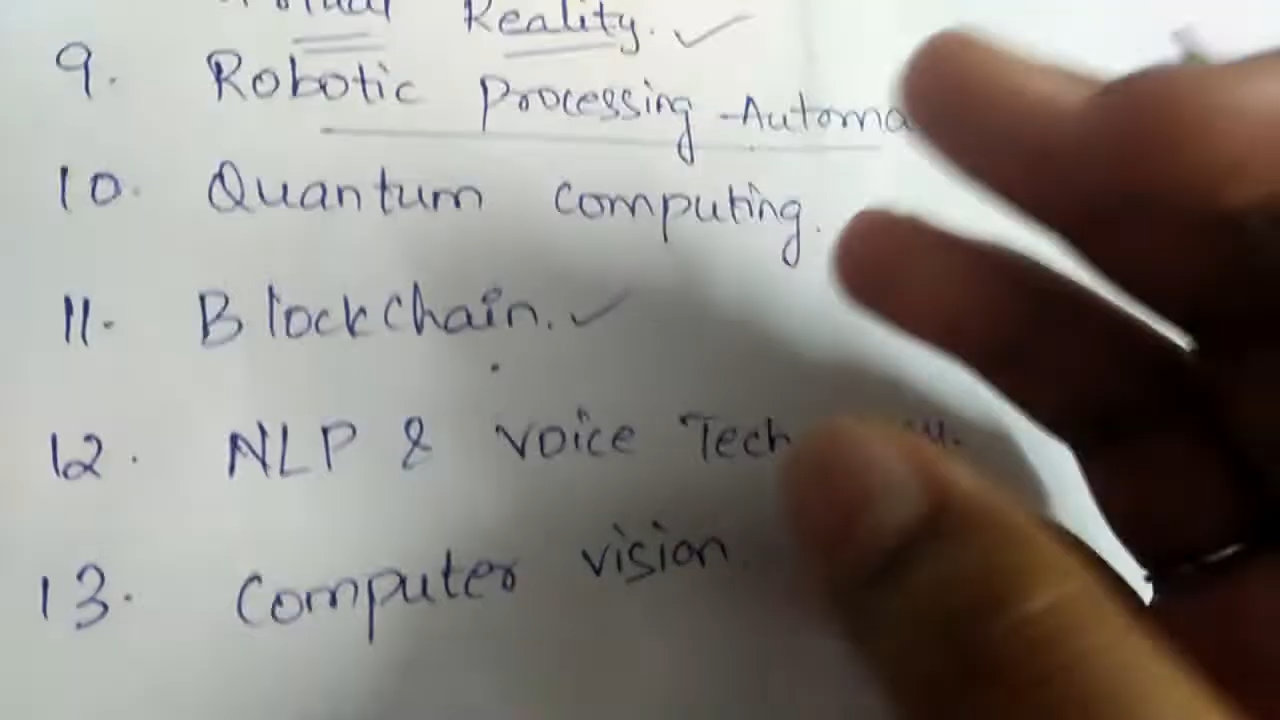 Reality.
9. Robotic Processing Automa
10. Quantum computing.
11. Blockchain.
12. NLP & Voice Tech
13. Computer vision